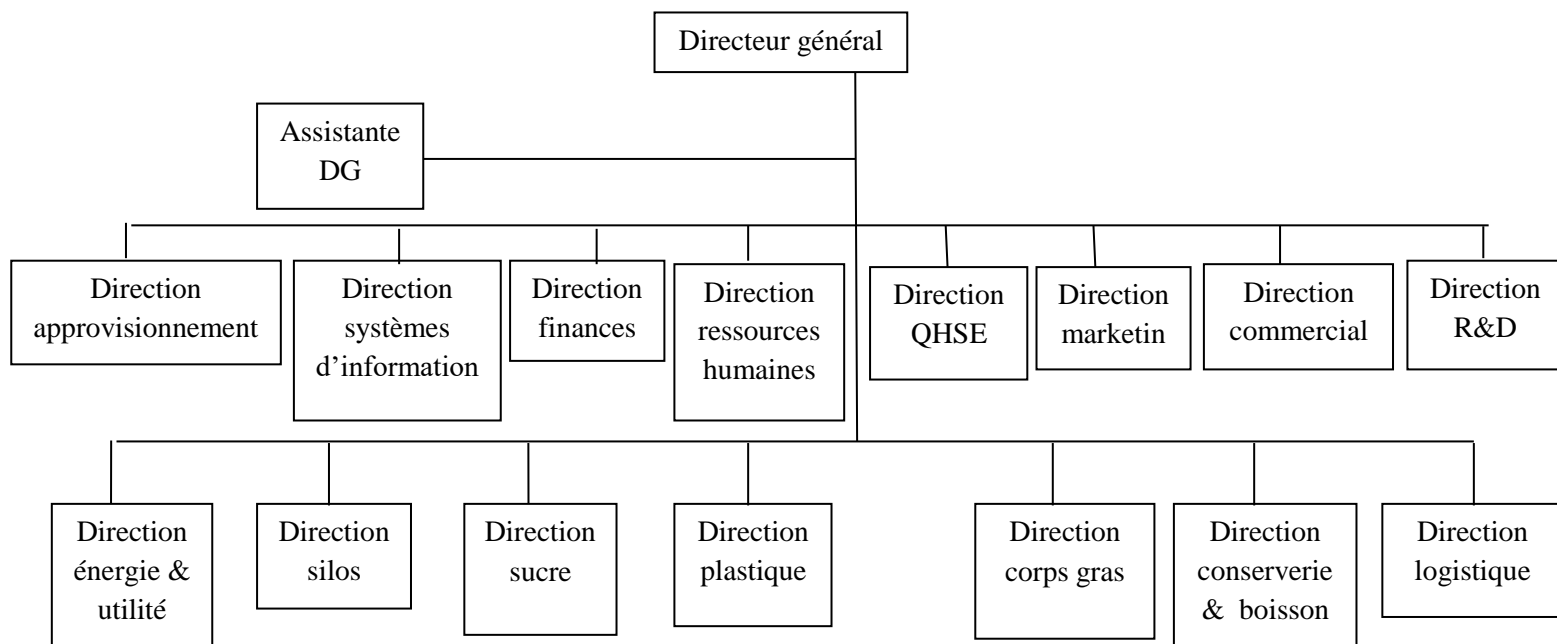 Directeur général
Assistante
DG
Direction
approvisionnement
Direction
systèmes
d’information
Direction
finances
Direction
ressources
humaines
Direction
QHSE
Direction
marketin
Direction
commercial
Direction
R&D
Direction
énergie &
utilité
Direction
silos
Direction
sucre
Direction
plastique
Direction
corps gras
Direction
conserverie
& boisson
Direction
logistique